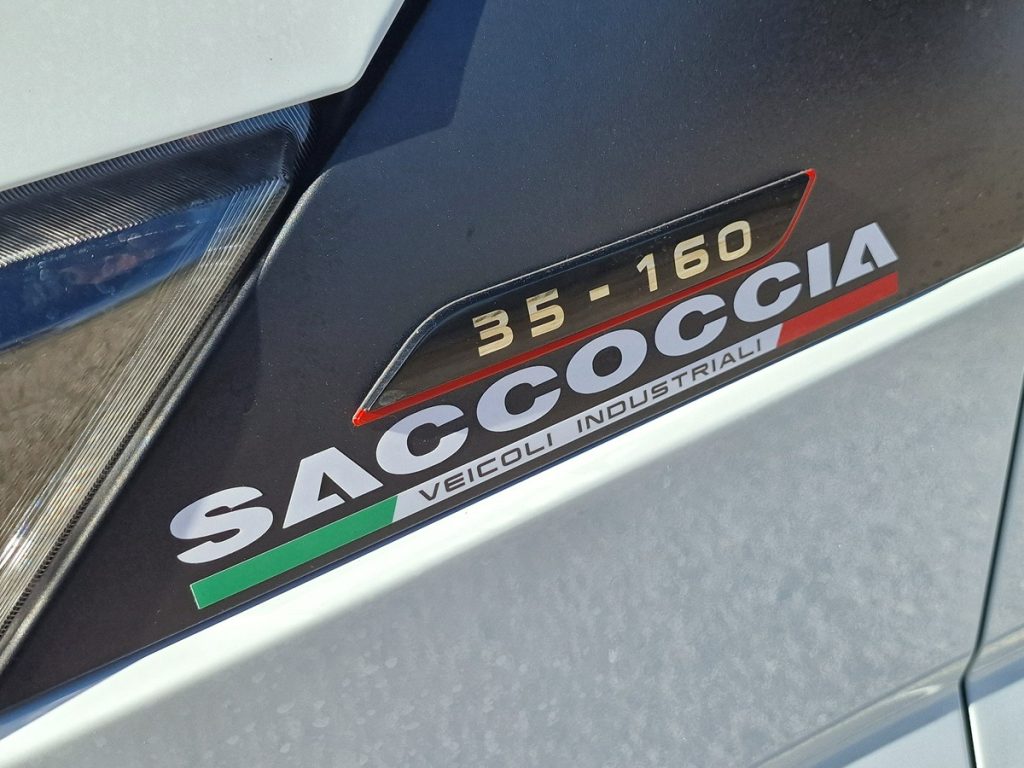 35 - 160
SACCOCCIA
VEICOLI INDUSTRIALI